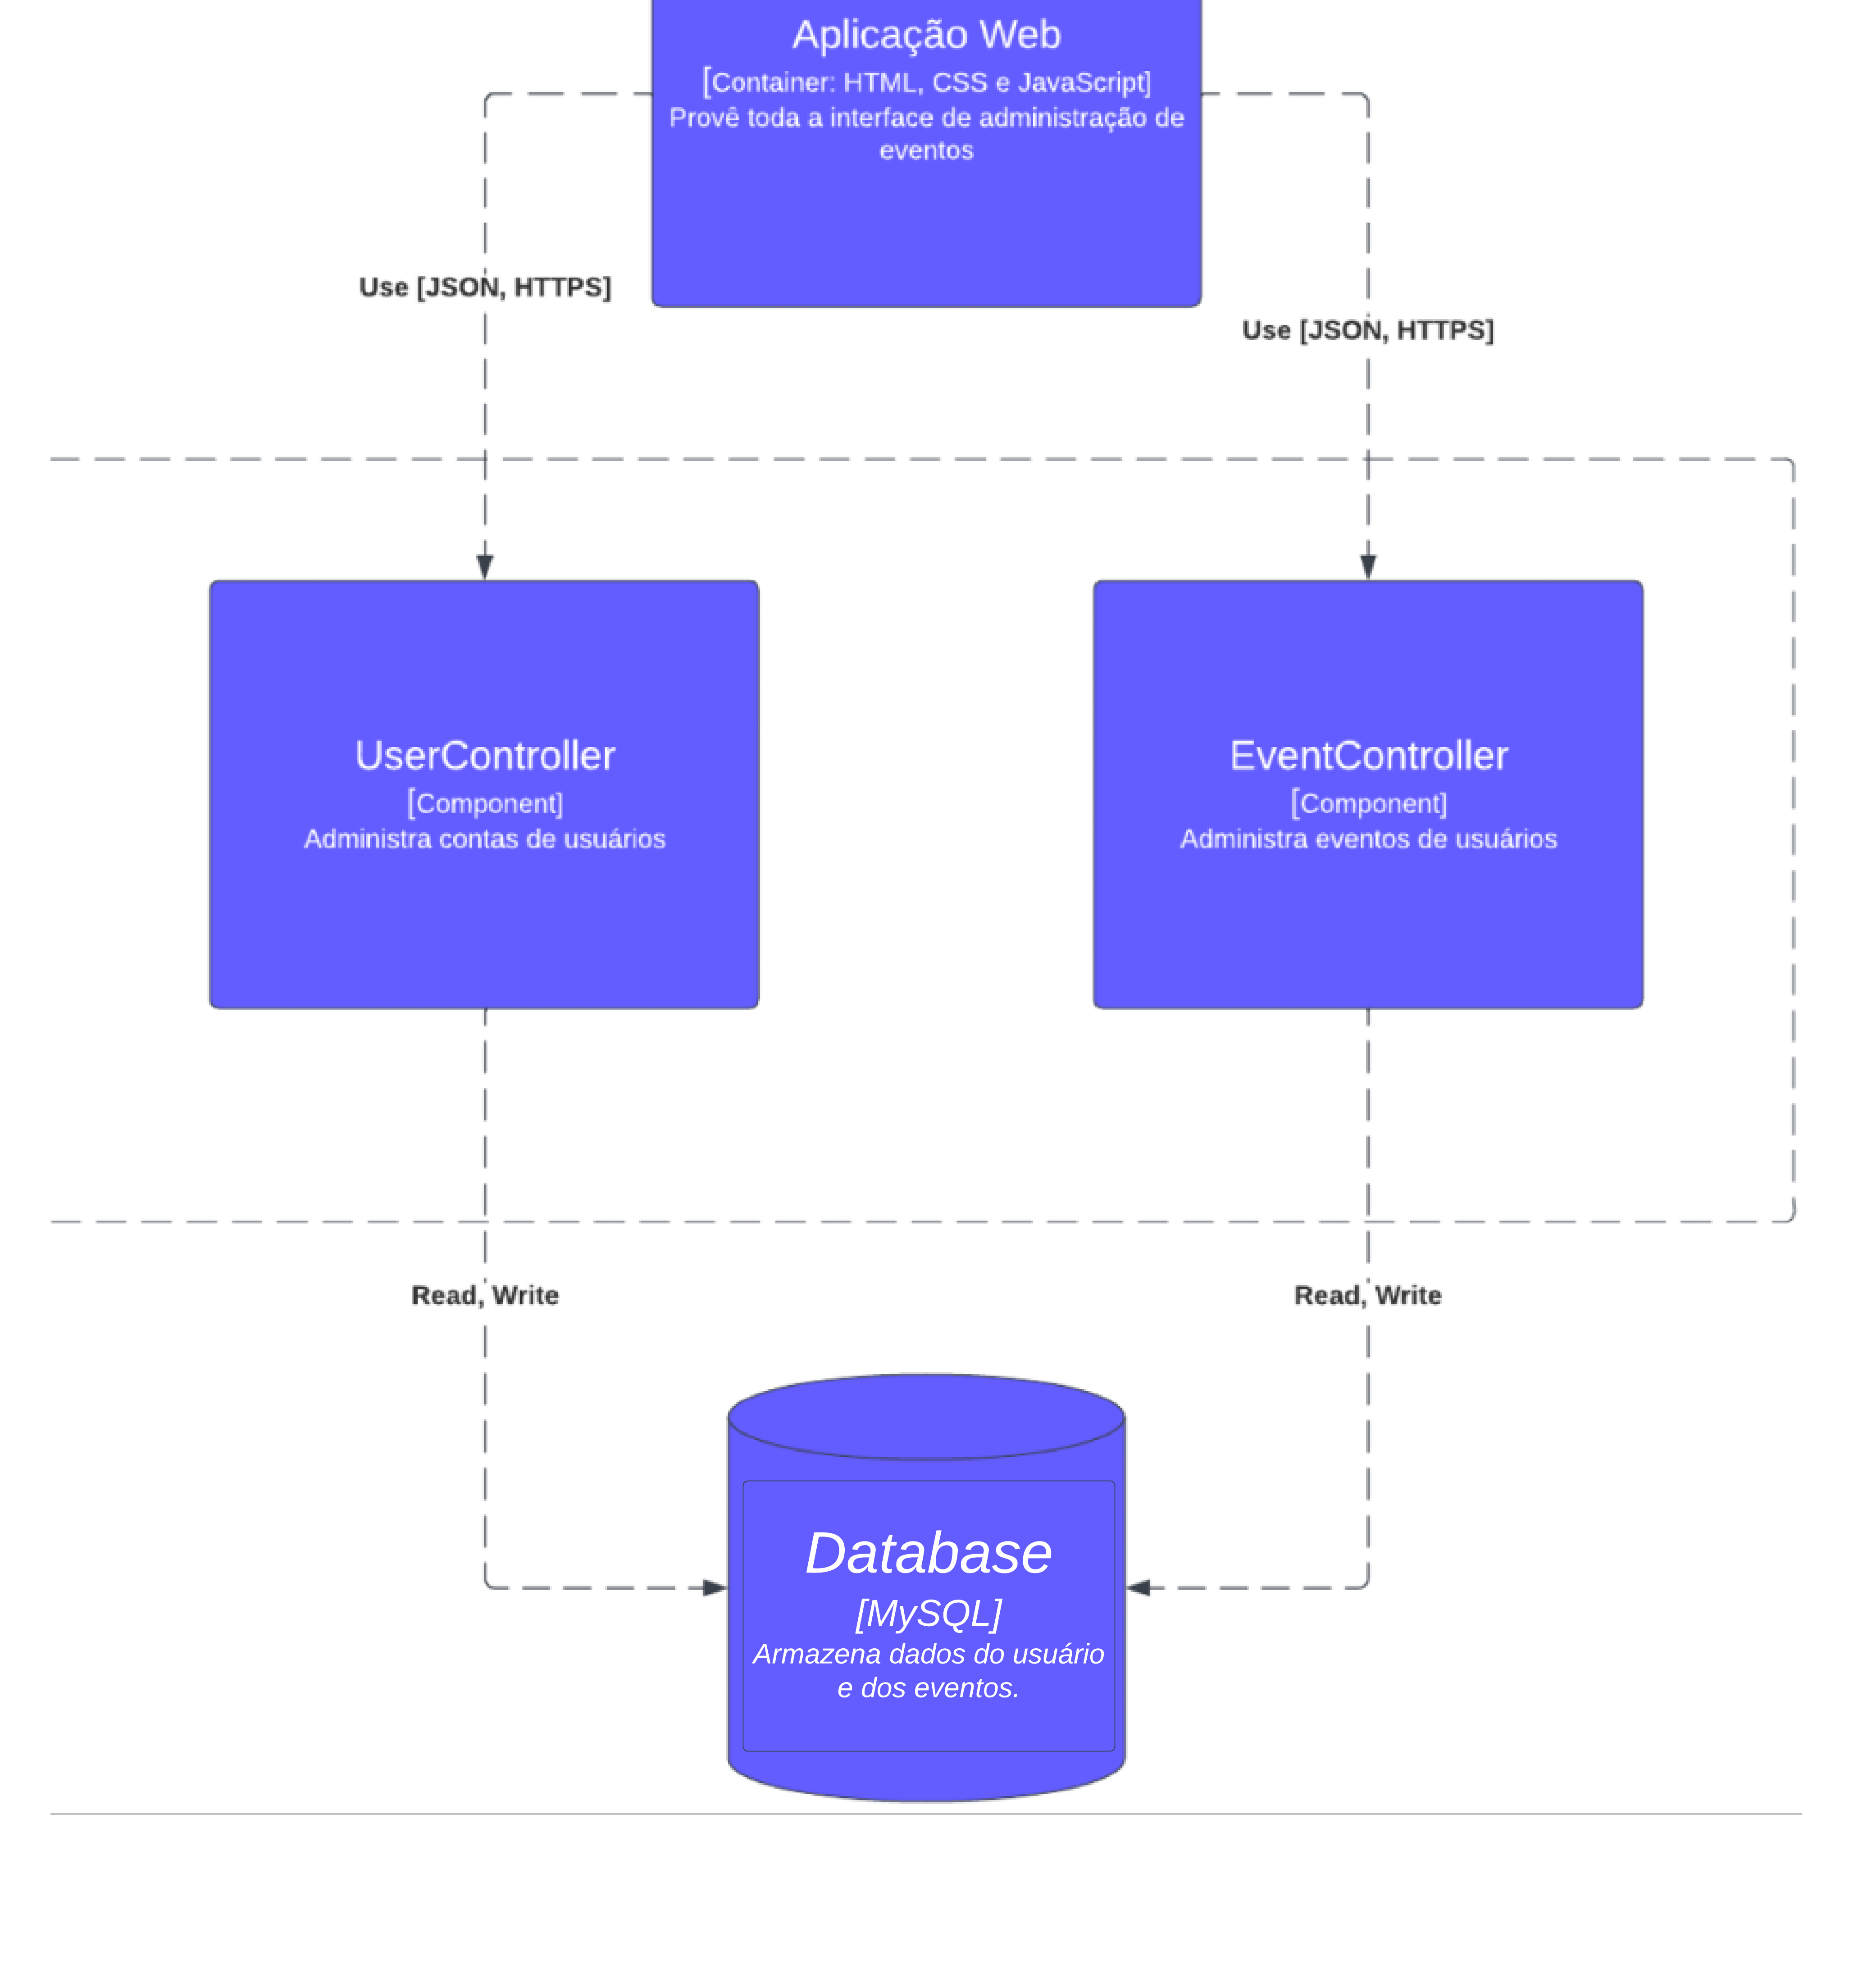 Aplicação Web
[Container: HTML, CSS e JavaScript]
Provê toda a interface de administração de
eventos
Use [JSON, HTTPS]
Use [JSON, HTTPS]
UserController
[Component]
Administra contas de usuários
EventController
[Component]
Administra eventos de usuários
Read, Write
Read, Write
Database
[MySQL]
Armazena dados do usuário
e dos eventos.